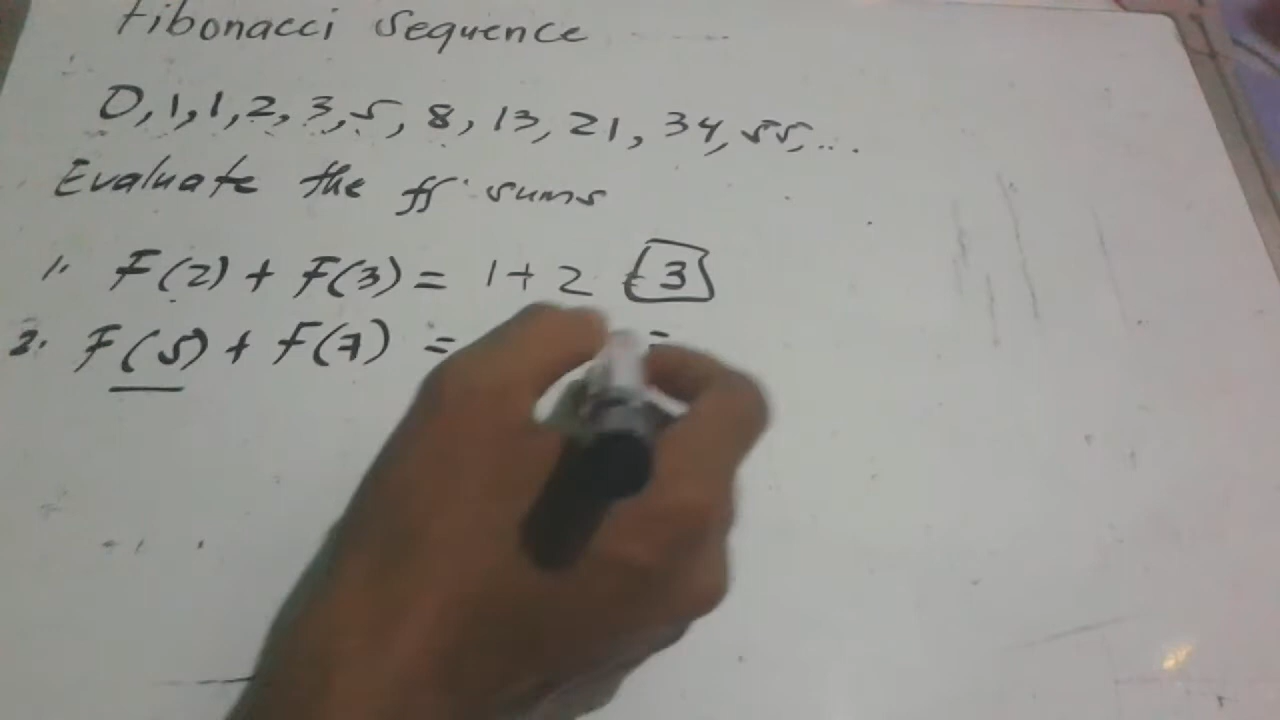 Fibonacci Sequence
0, 1, 1, 2, 3, 5, 8, 13, 21, 34, 55, ...
Evaluate the ff. sums
1. F(2) + F(3) = 1+2 = 3
2. F(5) + F(7) = =